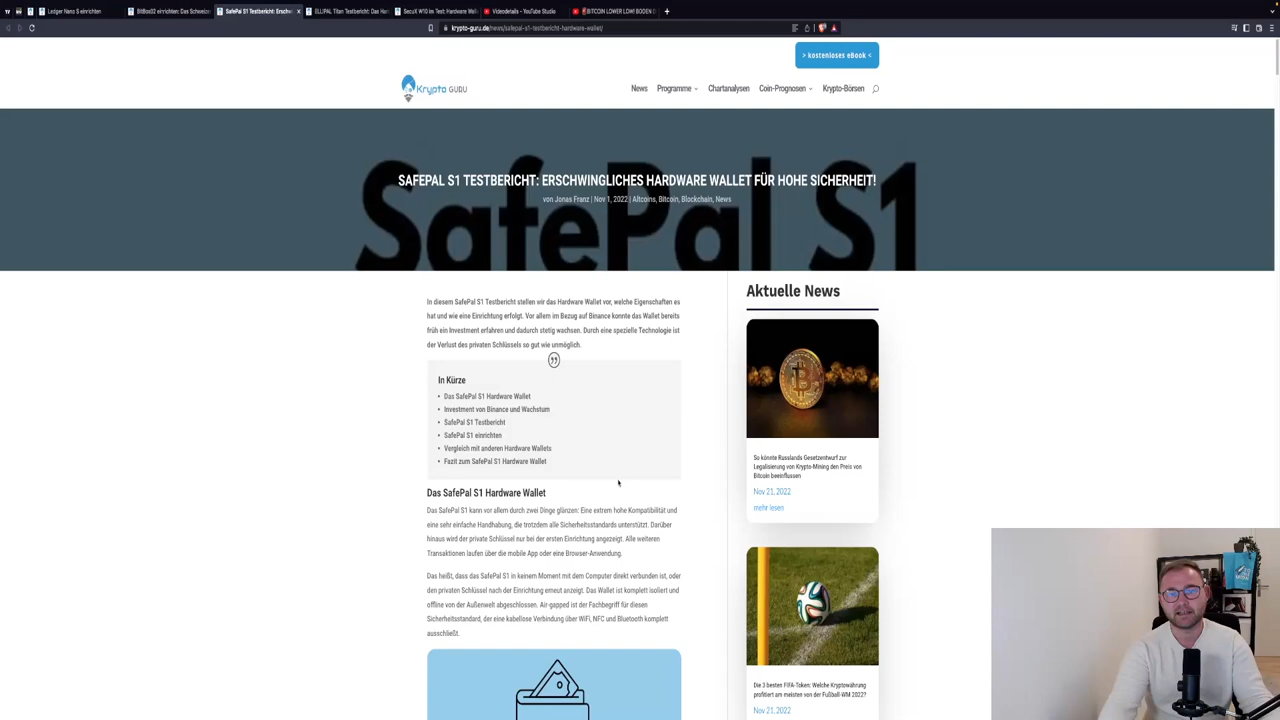 Ledger Nano S einrichten
BitBox02 einrichten: Das Schweize
SafePal S1 Testbericht: Erschw
ELLIPAL Titan Testbericht: Das Han
SecuX W10 im Test: Hardware Wal
Videodetails - YouTube Studio
BITCOIN LOWER LOW! BODEN D
krypto-guru.de/news/safepal-s1-testbericht-hardware-wallet/
> kostenloses eBook <
Krypto GURU
News
Programme
Chartanalysen
Coin-Prognosen
Krypto-Börsen
SafePal S1
SAFEPAL S1 TESTBERICHT: ERSCHWINGLICHES HARDWARE WALLET FÜR HOHE SICHERHEIT!
von Jonas Franz | Nov 1, 2022 | Altcoins, Bitcoin, Blockchain, News
In diesem SafePal S1 Testbericht stellen wir das Hardware Wallet vor, welche Eigenschaften es
hat und wie eine Einrichtung erfolgt. Vor allem im Bezug auf Binance konnte das Wallet bereits
früh ein Investment erfahren und dadurch stetig wachsen. Durch eine spezielle Technologie ist
der Verlust des privaten Schlüssels so gut wie unmöglich.
In Kürze
• Das SafePal S1 Hardware Wallet
• Investment von Binance und Wachstum
• SafePal S1 Testbericht
• SafePal S1 einrichten
• Vergleich mit anderen Hardware Wallets
• Fazit zum SafePal S1 Hardware Wallet
Das SafePal S1 Hardware Wallet
Das SafePal S1 kann vor allem durch zwei Dinge glänzen: Eine extrem hohe Kompatibilität und
eine sehr einfache Handhabung, die trotzdem alle Sicherheitsstandards unterstützt. Darüber
hinaus wird der private Schlüssel nur bei der ersten Einrichtung angezeigt. Alle weiteren
Transaktionen laufen über die mobile App oder eine Browser-Anwendung.
Das heißt, dass das SafePal S1 in keinem Moment mit dem Computer direkt verbunden ist, oder
den privaten Schlüssel nach der Einrichtung erneut anzeigt. Das Wallet ist komplett isoliert und
offline von der Außenwelt abgeschlossen. Air-gapped ist der Fachbegriff für diesen
Sicherheitsstandard, der eine kabellose Verbindung über WiFi, NFC und Bluetooth komplett
ausschließt.
Aktuelle News
So könnte Russlands Gesetzentwurf zur
Legalisierung von Krypto-Mining den Preis von
Bitcoin beeinflussen
Nov 21, 2022
mehr lesen
Die 3 besten FIFA-Token: Welche Kryptowährung
profitiert am meisten von der Fußball-WM 2022?
Nov 21, 2022